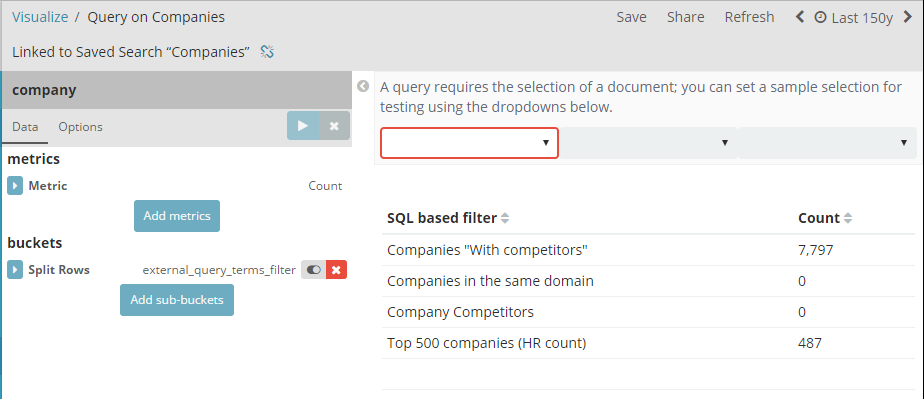 Visualize / Query on Companies
Save Share Refresh Last 150y
Linked to Saved Search “Companies”
company
Data Options
metrics
Metric Count
Add metrics
buckets
Split Rows external_query_terms_filter
Add sub-buckets
A query requires the selection of a document; you can set a sample selection for
testing using the dropdowns below.
SQL based filter Count
Companies "With competitors" 7,797
Companies in the same domain 0
Company Competitors 0
Top 500 companies (HR count) 487